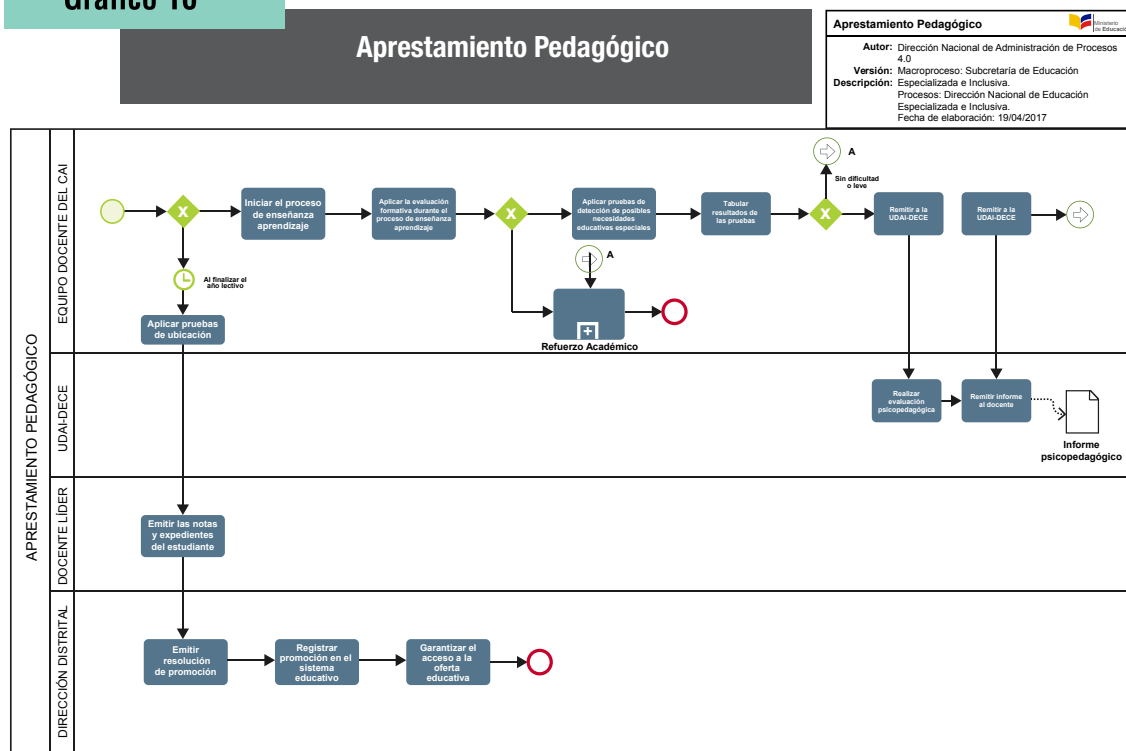 Gráfico 16
Aprestamiento Pedagógico
Aprestamiento Pedagógico
Ministerio
de Educación
Autor: Dirección Nacional de Administración de Procesos
4.0
Versión: Macroproceso: Subcretaría de Educación
Descripción: Especializada e Inclusiva.
Procesos: Dirección Nacional de Educación
Especializada e Inclusiva.
Fecha de elaboración: 19/04/2017
APRESTAMIENTO PEDAGÓGICO
EQUIPO DOCENTE DEL CAI
X
Iniciar el proceso
de enseñanza
aprendizaje
Aplicar la evaluación
formativa durante el
proceso de enseñanza
aprendizaje
X
Aplicar pruebas de
detección de posibles
necesidades
educativas especiales
Tabular
resultados de
las pruebas
X
A
Sin dificultad
o leve
Remitir a la
UDAI-DECE
Remitir a la
UDAI-DECE
Al finalizar el
año lectivo
Aplicar pruebas
de ubicación
A
Refuerzo Académico
UDAI-DECE
Realizar
evaluación
psicopedagógica
Remitir informe
al docente
Informe
psicopedagógico
DOCENTE LÍDER
Emitir las notas
y expedientes
del estudiante
DIRECCIÓN DISTRITAL
Emitir
resolución
de promoción
Registrar
promoción en el
sistema
educativo
Garantizar el
acceso a la
oferta
educativa